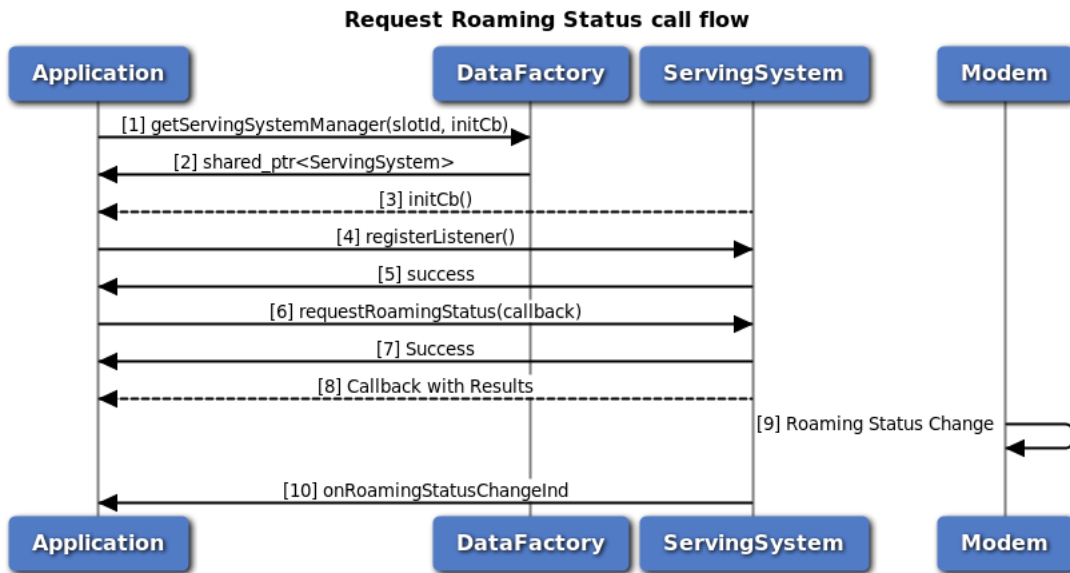 Request Roaming Status call flow
Application DataFactory ServingSystem Modem
[1] getServingSystemManager(slotId, initCb)
[2] shared_ptr<ServingSystem>
[3] initCb()
[4] registerListener()
[5] success
[6] requestRoamingStatus(callback)
[7] Success
[8] Callback with Results
[9] Roaming Status Change
[10] onRoamingStatusChangeInd
Application DataFactory ServingSystem Modem